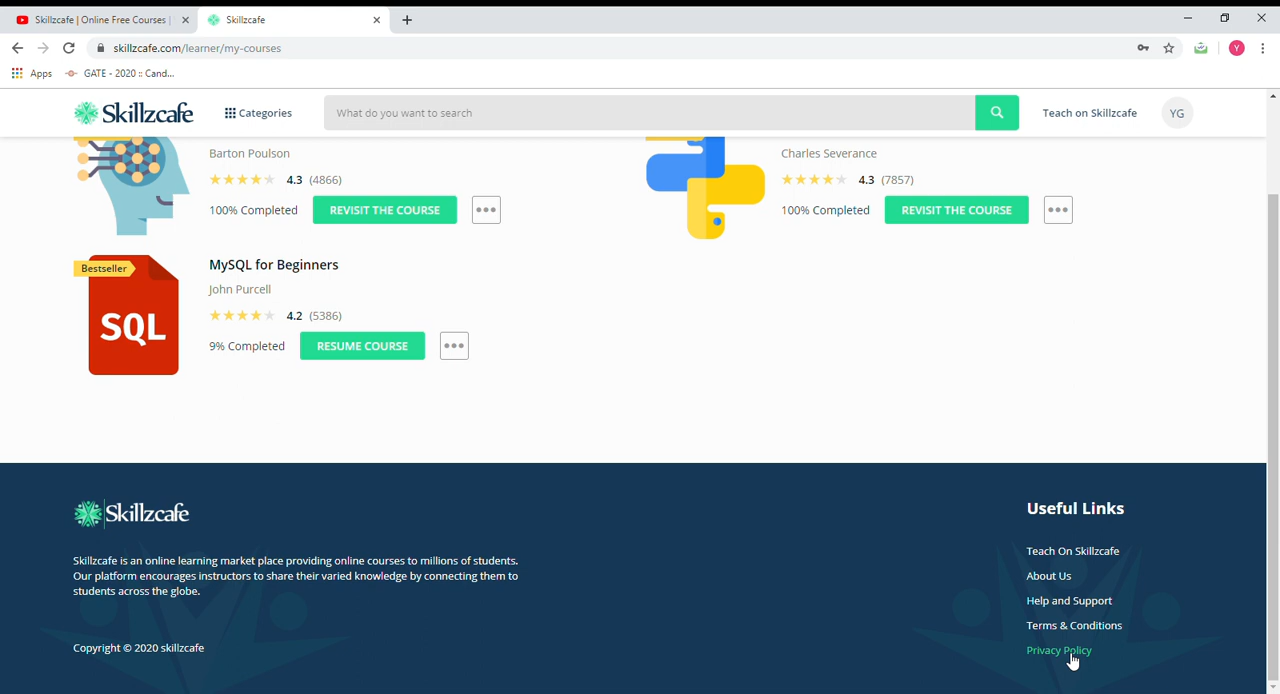 Skillzcafe | Online Free Courses |
Skillzcafe
skillzcafe.com/learner/my-courses
Y
Apps
GATE - 2020 :: Cand...
Skillzcafe
Categories
What do you want to search
Teach on Skillzcafe
YG
Barton Poulson
4.3 (4866)
100% Completed
REVISIT THE COURSE
Charles Severance
4.3 (7857)
100% Completed
REVISIT THE COURSE
Bestseller
SQL
MySQL for Beginners
John Purcell
4.2 (5386)
9% Completed
RESUME COURSE
Skillzcafe
Skillzcafe is an online learning market place providing online courses to millions of students.
Our platform encourages instructors to share their varied knowledge by connecting them to
students across the globe.
Copyright © 2020 skillzcafe
Useful Links
Teach On Skillzcafe
About Us
Help and Support
Terms & Conditions
Privacy Policy